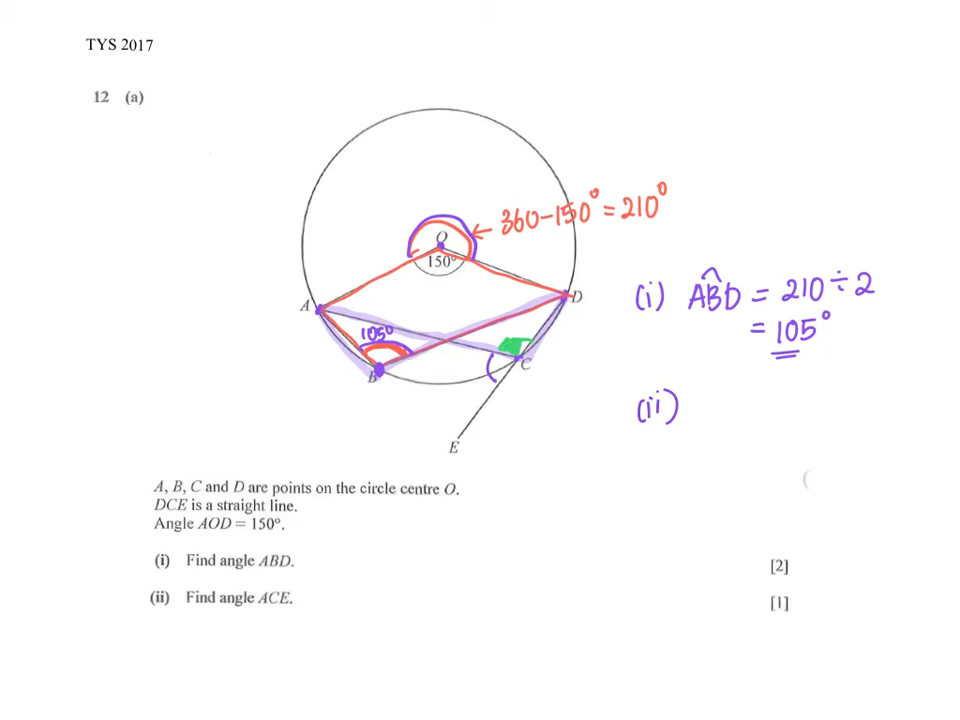 TYS 2017
12 (a)
O
150°
360-150° = 210°
A
D
105°
B
C
E
(i) AB̂D = 210 ÷ 2
= 105°
(ii)
A, B, C and D are points on the circle centre O.
DCE is a straight line.
Angle AOD = 150°.
(i) Find angle ABD. [2]
(ii) Find angle ACE. [1]